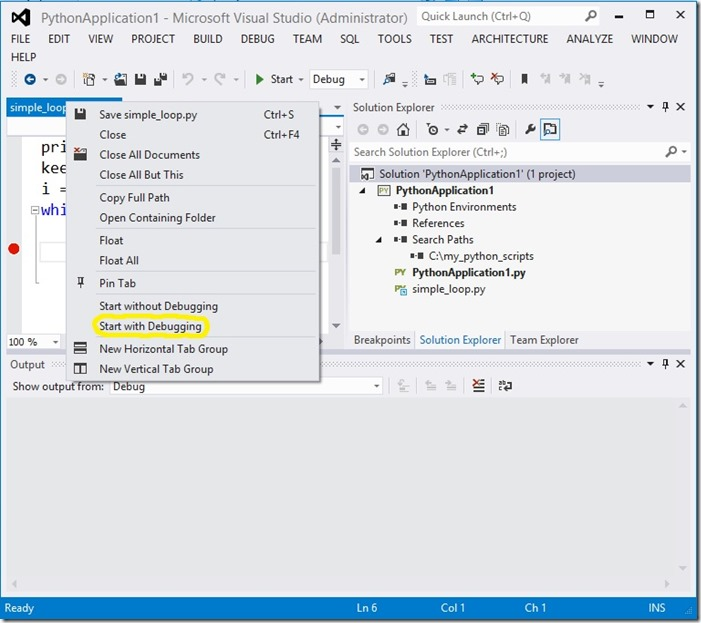 PythonApplication1 - Microsoft Visual Studio (Administrator)
Quick Launch (Ctrl+Q)
FILE EDIT VIEW PROJECT BUILD DEBUG TEAM SQL TOOLS TEST ARCHITECTURE ANALYZE WINDOW
HELP
Start Debug
simple_loop
pri
kee
i =
whi
100 %
Save simple_loop.py Ctrl+S
Close Ctrl+F4
Close All Documents
Close All But This
Copy Full Path
Open Containing Folder
Float
Float All
Pin Tab
Start without Debugging
Start with Debugging
New Horizontal Tab Group
New Vertical Tab Group
Solution Explorer
Search Solution Explorer (Ctrl+;)
Solution 'PythonApplication1' (1 project)
PY PythonApplication1
Python Environments
References
Search Paths
C:\my_python_scripts
PY PythonApplication1.py
PY simple_loop.py
Breakpoints Solution Explorer Team Explorer
Output
Show output from: Debug
Ready Ln 6 Col 1 Ch 1 INS